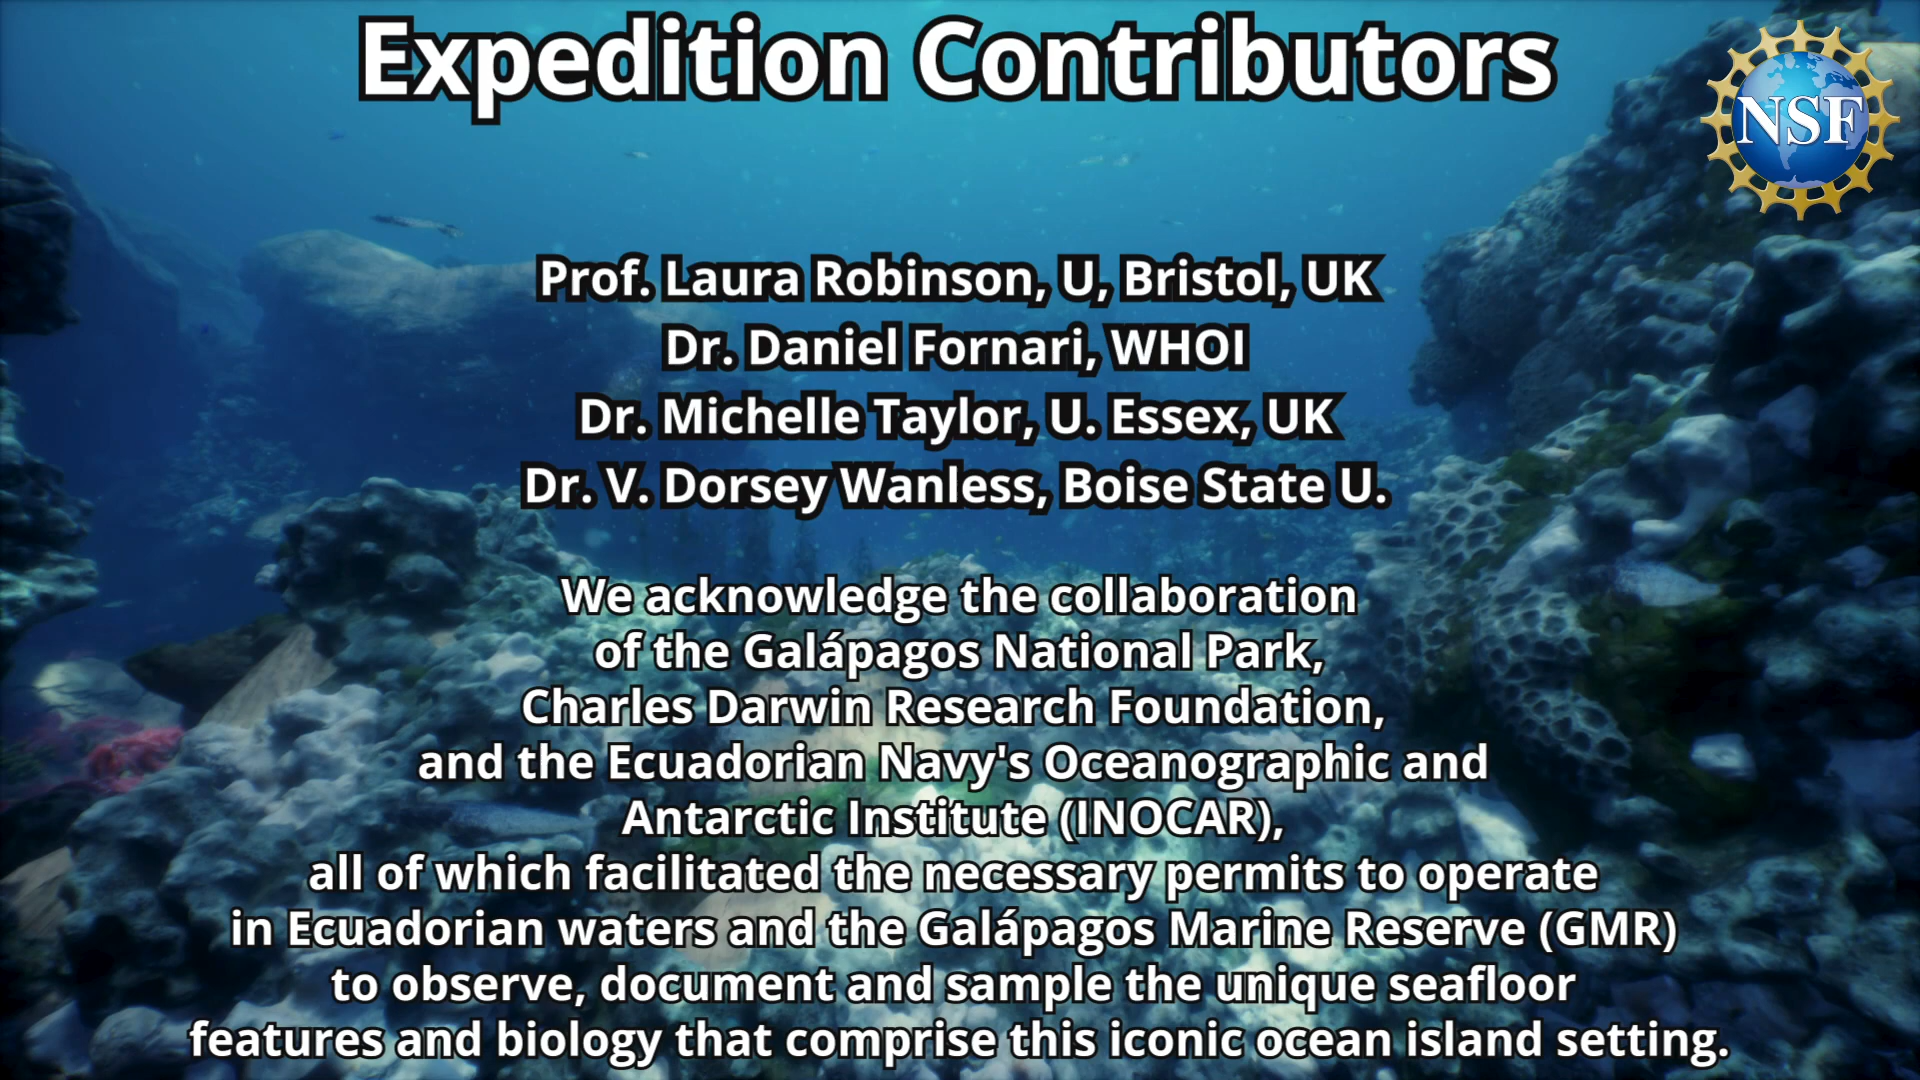 Expedition Contributors
NSF
Prof. Laura Robinson, U, Bristol, UK
Dr. Daniel Fornari, WHOI
Dr. Michelle Taylor, U. Essex, UK
Dr. V. Dorsey Wanless, Boise State U.
We acknowledge the collaboration
of the Galápagos National Park,
Charles Darwin Research Foundation,
and the Ecuadorian Navy's Oceanographic and
Antarctic Institute (INOCAR),
all of which facilitated the necessary permits to operate
in Ecuadorian waters and the Galápagos Marine Reserve (GMR)
to observe, document and sample the unique seafloor
features and biology that comprise this iconic ocean island setting.